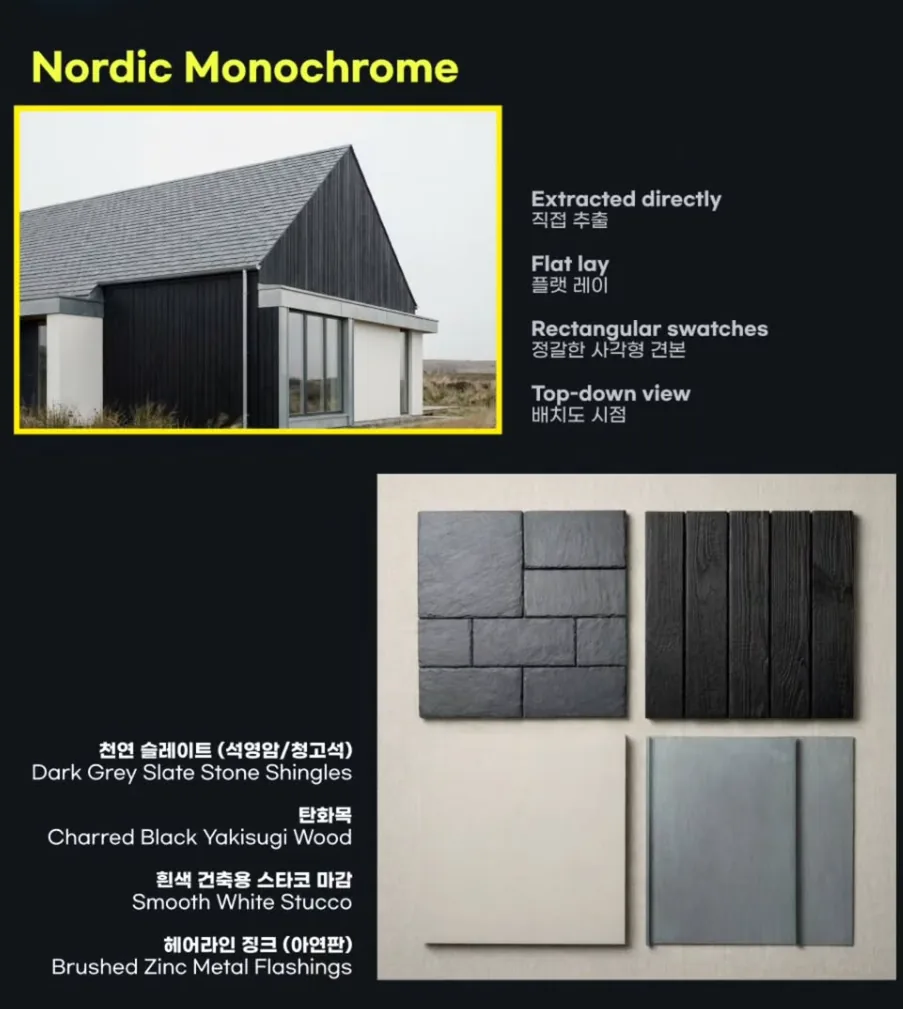 Nordic Monochrome
Extracted directly
직접 추출
Flat lay
플랫 레이
Rectangular swatches
정갈한 사각형 견본
Top-down view
배치도 시점
천연 슬레이트 (석영암/청고석)
Dark Grey Slate Stone Shingles
탄화목
Charred Black Yakisugi Wood
흰색 건축용 스타코 마감
Smooth White Stucco
헤어라인 징크 (아연판)
Brushed Zinc Metal Flashings